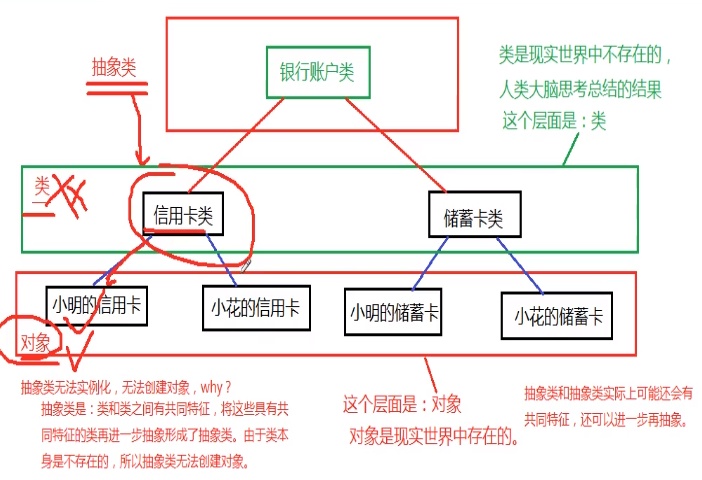 抽象类
银行账户类
类是现实世界中不存在的，
人类大脑思考总结的结果
这个层面是：类
类
信用卡类
储蓄卡类
小明的信用卡
小花的信用卡
小明的储蓄卡
小花的储蓄卡
对象
抽象类无法实例化，无法创建对象，why？
抽象类是：类和类之间有共同特征，将这些具有共
同特征的类再进一步抽象形成了抽象类。由于类本
身是不存在的，所以抽象类无法创建对象。
这个层面是：对象
对象是现实世界中存在的。
抽象类和抽象类实际上可能还会有
共同特征，还可以进一步再抽象。